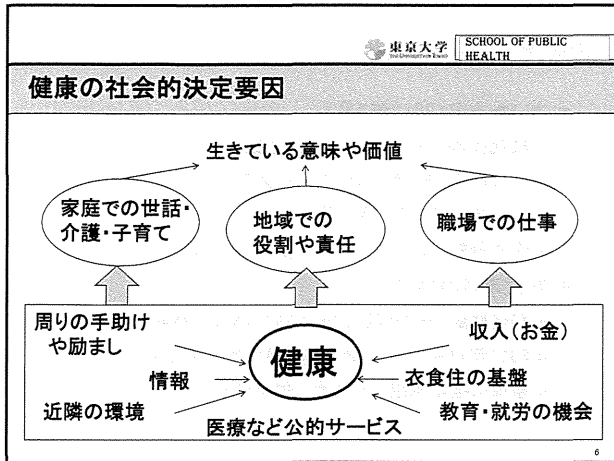 東京大学
THE UNIVERSITY OF TOKYO
SCHOOL OF PUBLIC
HEALTH
健康の社会的決定要因
生きている意味や価値
家庭での世話・
介護・子育て
地域での
役割や責任
職場での仕事
周りの手助け
や励まし
収入(お金)
健康
情報
衣食住の基盤
近隣の環境
教育・就労の機会
医療など公的サービス
6